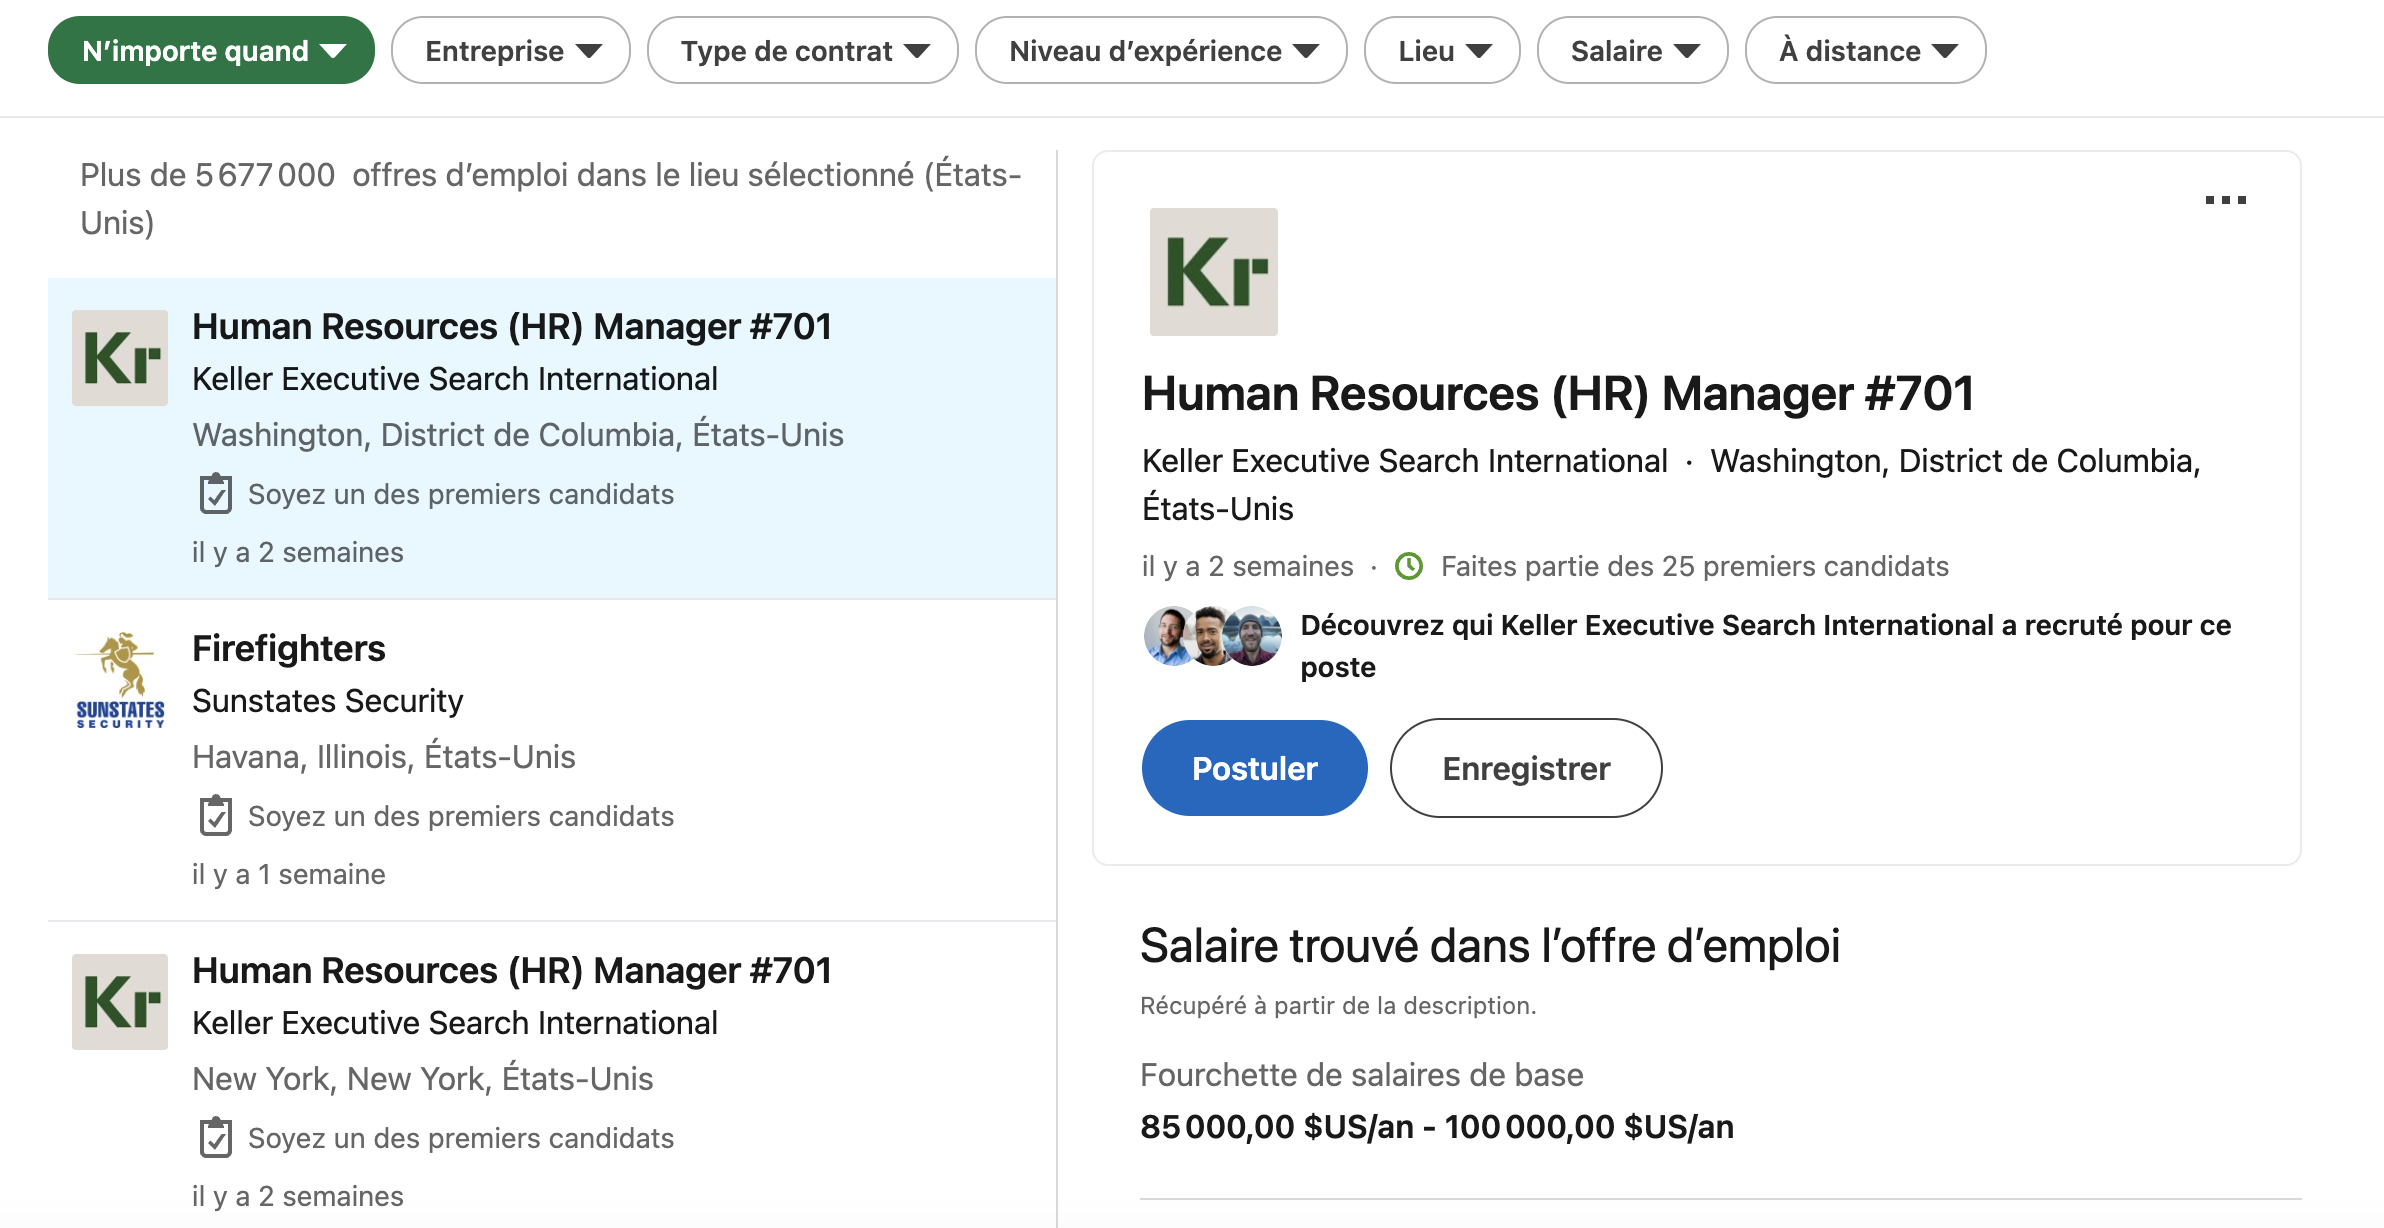 N’importe quand
Entreprise
Type de contrat
Niveau d’expérience
Lieu
Salaire
À distance
Plus de 5 677 000 offres d’emploi dans le lieu sélectionné (États-
Unis)
Kr
Human Resources (HR) Manager #701
Keller Executive Search International
Washington, District de Columbia, États-Unis
Soyez un des premiers candidats
il y a 2 semaines
SUNSTATES
SECURITY
Firefighters
Sunstates Security
Havana, Illinois, États-Unis
Soyez un des premiers candidats
il y a 1 semaine
Kr
Human Resources (HR) Manager #701
Keller Executive Search International
New York, New York, États-Unis
Soyez un des premiers candidats
il y a 2 semaines
Kr
Human Resources (HR) Manager #701
Keller Executive Search International · Washington, District de Columbia,
États-Unis
il y a 2 semaines · Faites partie des 25 premiers candidats
Découvrez qui Keller Executive Search International a recruté pour ce
poste
Postuler
Enregistrer
Salaire trouvé dans l’offre d’emploi
Récupéré à partir de la description.
Fourchette de salaires de base
85 000,00 $US/an - 100 000,00 $US/an